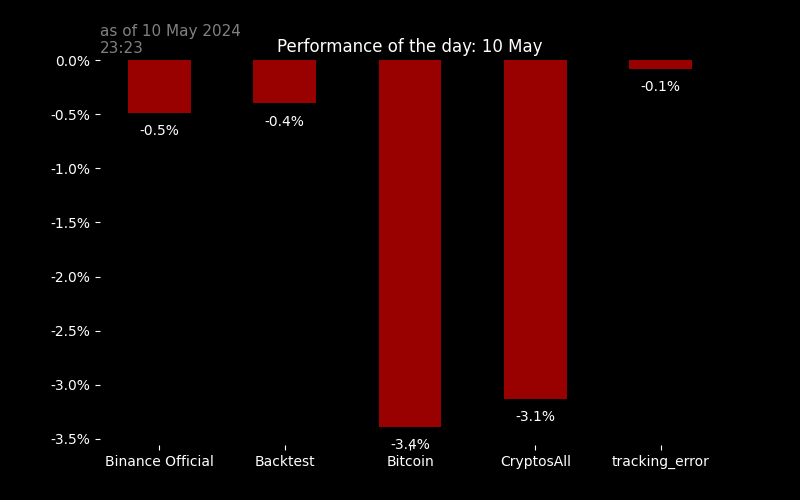 as of 10 May 2024
23:23
Performance of the day: 10 May
0.0%
-0.5%
-1.0%
-1.5%
-2.0%
-2.5%
-3.0%
-3.5%
-0.5%
-0.4%
-3.4%
-3.1%
-0.1%
Binance Official
Backtest
Bitcoin
CryptosAll
tracking_error